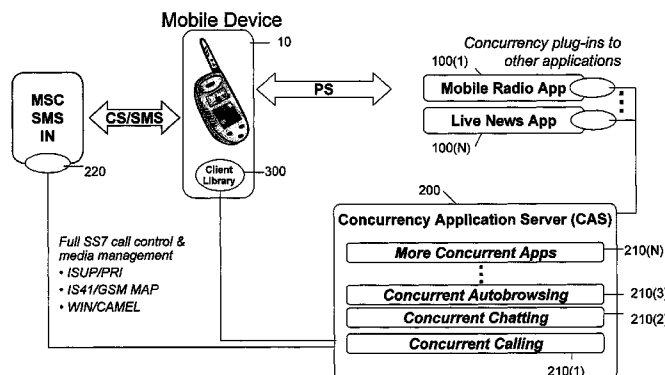 Mobile Device
10
Concurrency plug-ins to
other applications
100(1)
Mobile Radio App
Live News App
100(N)
PS
MSC
SMS
IN
CS/SMS
220
Client
Library
300
200
Concurrency Application Server (CAS)
Full SS7 call control &
media management
• ISUP/PRI
• IS41/GSM MAP
• WIN/CAMEL
More Concurrent Apps
210(N)
Concurrent Autobrowsing
210(3)
Concurrent Chatting
210(2)
Concurrent Calling
210(1)